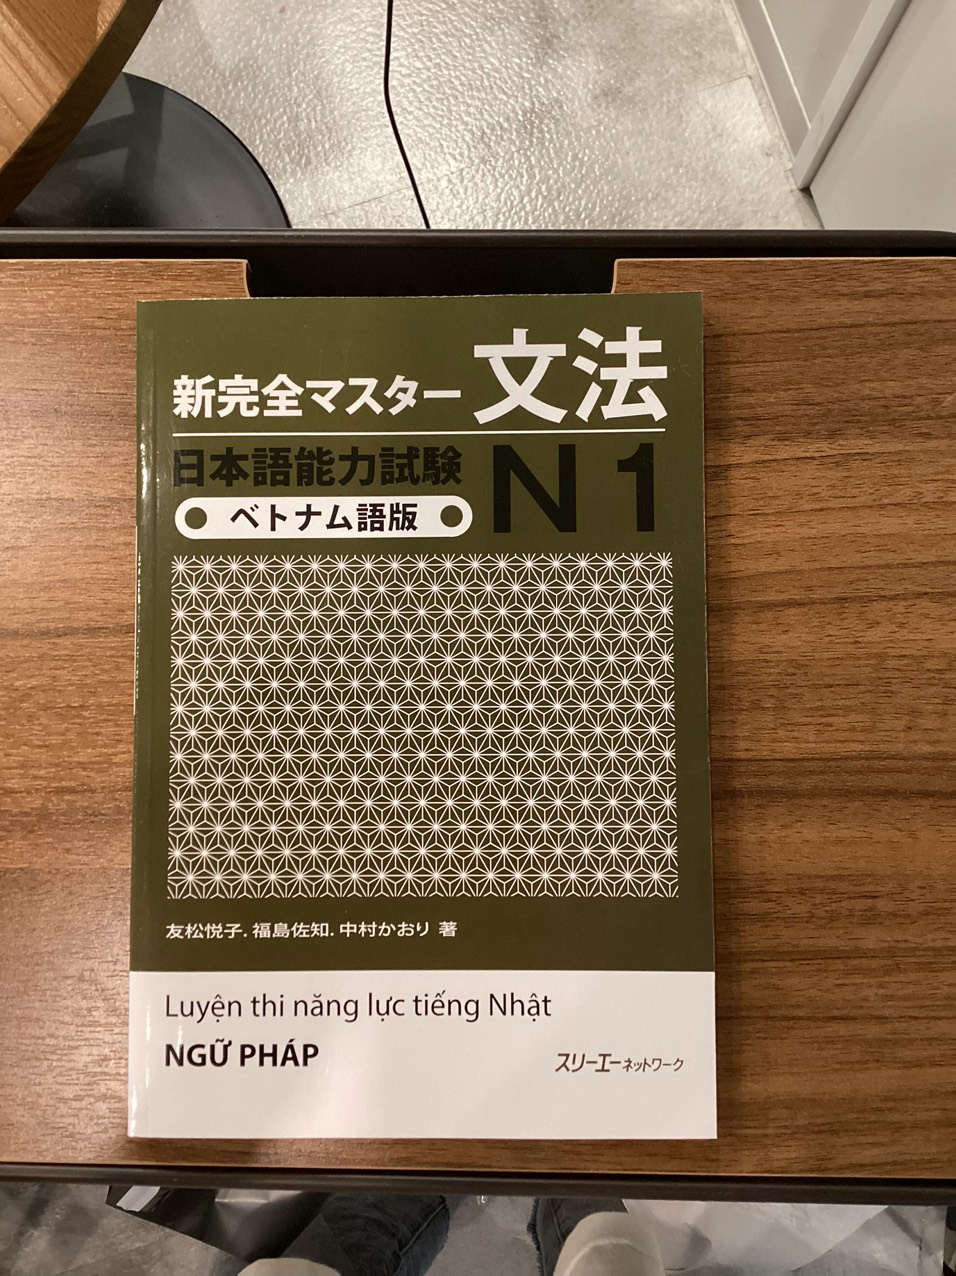 新完全マスター 文法
日本語能力試験 N1
ベトナム語版
友松悦子. 福島佐知. 中村かおり 著
Luyện thi năng lực tiếng Nhật
NGỮ PHÁP
スリーエーネットワーク